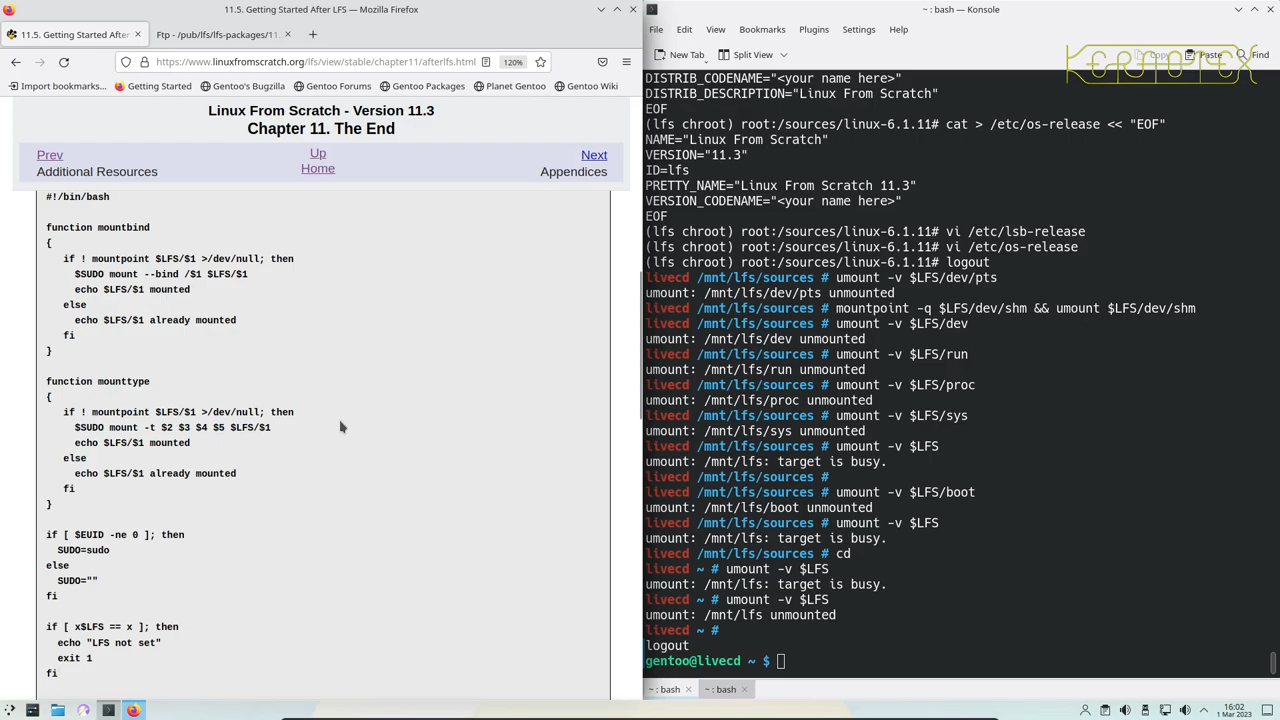 11.5. Getting Started After LFS — Mozilla Firefox
11.5. Getting Started After
Ftp - /pub/lfs/lfs-packages/11.
https://www.linuxfromscratch.org/lfs/view/stable/chapter11/afterlfs.html
120%
Import bookmarks...
Getting Started
Gentoo's Bugzilla
Gentoo Forums
Gentoo Packages
Planet Gentoo
Gentoo Wiki
Linux From Scratch - Version 11.3
Chapter 11. The End
Prev
Up
Next
Additional Resources
Home
Appendices
#!/bin/bash
function mountbind
{
if ! mountpoint $LFS/$1 >/dev/null; then
$SUDO mount --bind /$1 $LFS/$1
echo $LFS/$1 mounted
else
echo $LFS/$1 already mounted
fi
}
function mounttype
{
if ! mountpoint $LFS/$1 >/dev/null; then
$SUDO mount -t $2 $3 $4 $5 $LFS/$1
echo $LFS/$1 mounted
else
echo $LFS/$1 already mounted
fi
}
if [ $EUID -ne 0 ]; then
SUDO=sudo
else
SUDO=""
fi
if [ x$LFS == x ]; then
echo "LFS not set"
exit 1
fi
~ : bash — Konsole
File Edit View Bookmarks Plugins Settings Help
New Tab Split View Copy Paste Find
KERNOTEX
DISTRIB_CODENAME="<your name here>"
DISTRIB_DESCRIPTION="Linux From Scratch"
EOF
(lfs chroot) root:/sources/linux-6.1.11# cat > /etc/os-release << "EOF"
NAME="Linux From Scratch"
VERSION="11.3"
ID=lfs
PRETTY_NAME="Linux From Scratch 11.3"
VERSION_CODENAME="<your name here>"
EOF
(lfs chroot) root:/sources/linux-6.1.11# vi /etc/lsb-release
(lfs chroot) root:/sources/linux-6.1.11# vi /etc/os-release
(lfs chroot) root:/sources/linux-6.1.11# logout
livecd /mnt/lfs/sources # umount -v $LFS/dev/pts
umount: /mnt/lfs/dev/pts unmounted
livecd /mnt/lfs/sources # mountpoint -q $LFS/dev/shm && umount $LFS/dev/shm
livecd /mnt/lfs/sources # umount -v $LFS/dev
umount: /mnt/lfs/dev unmounted
livecd /mnt/lfs/sources # umount -v $LFS/run
umount: /mnt/lfs/run unmounted
livecd /mnt/lfs/sources # umount -v $LFS/proc
umount: /mnt/lfs/proc unmounted
livecd /mnt/lfs/sources # umount -v $LFS/sys
umount: /mnt/lfs/sys unmounted
livecd /mnt/lfs/sources # umount -v $LFS
umount: /mnt/lfs: target is busy.
livecd /mnt/lfs/sources #
livecd /mnt/lfs/sources # umount -v $LFS/boot
umount: /mnt/lfs/boot unmounted
livecd /mnt/lfs/sources # umount -v $LFS
umount: /mnt/lfs: target is busy.
livecd /mnt/lfs/sources # cd
livecd ~ # umount -v $LFS
umount: /mnt/lfs: target is busy.
livecd ~ # umount -v $LFS
umount: /mnt/lfs unmounted
livecd ~ #
logout
gentoo@livecd ~ $
~ : bash
~ : bash
16:02
1 Mar 2023